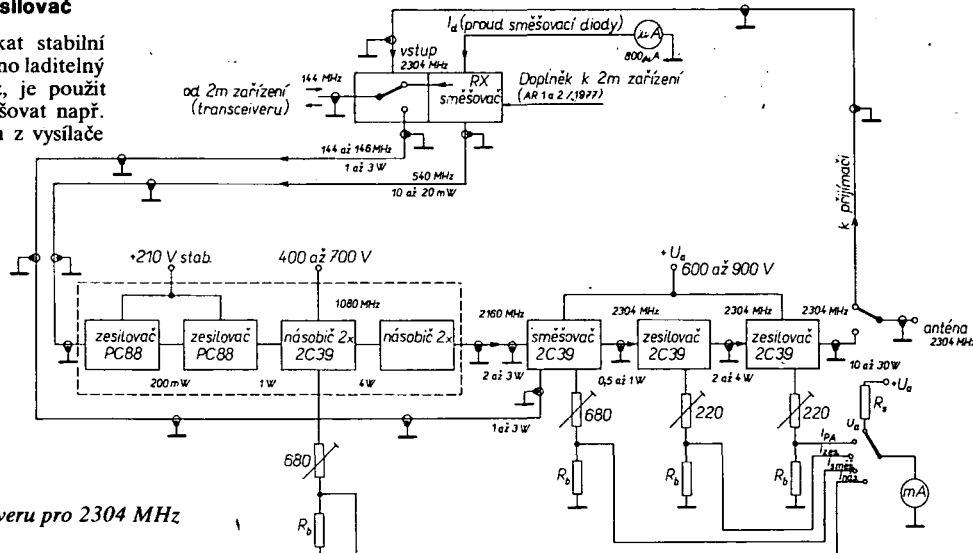 kat stabilní
no laditelný
, je použit
šovat např.
z vysílače
I_d (proud směšovací diody)
µA
800µA
vstup
2304 MHz
144 MHz
od 2m zařízení
(transceiveru)
RX
směšovač
Doplněk k 2m zařízení
(AR 1 a 2/1977)
144 až 146 MHz
1 až 3 W
540 MHz
10 až 20 mW
k přijímači
+210 V stab.
400 až 700 V
+U_a
600 až 900 V
1080 MHz
2160 MHz
2304 MHz
2304 MHz
2304 MHz
zesilovač
PC88
zesilovač
PC88
násobič 2x
2C39
násobič 2x
směšovač
2C39
zesilovač
2C39
zesilovač
2C39
anténa
2304 MHz
200 mW
1 W
4 W
2 až 3 W
0,5 až 1 W
2 až 4 W
10 až 30 W
1 až 3 W
680
220
220
+U_a
R_s
U_a
I_PA
I_zes.
I_směš.
I_nás.
680
R_b
R_b
R_b
mA
R_b
veru pro 2304 MHz